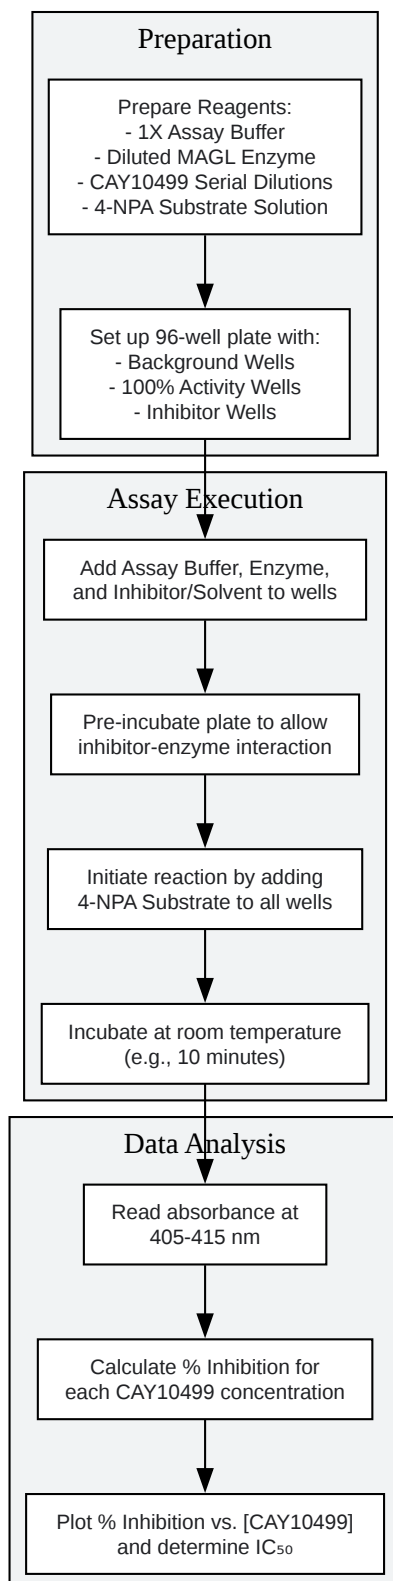 Preparation
Prepare Reagents:
- 1X Assay Buffer
- Diluted MAGL Enzyme
- CAY10499 Serial Dilutions
- 4-NPA Substrate Solution
Set up 96-well plate with:
- Background Wells
- 100% Activity Wells
- Inhibitor Wells
Assay Execution
Add Assay Buffer, Enzyme,
and Inhibitor/Solvent to wells
Pre-incubate plate to allow
inhibitor-enzyme interaction
Initiate reaction by adding
4-NPA Substrate to all wells
Incubate at room temperature
(e.g., 10 minutes)
Data Analysis
Read absorbance at
405-415 nm
Calculate % Inhibition for
each CAY10499 concentration
Plot % Inhibition vs. [CAY10499]
and determine IC₅₀